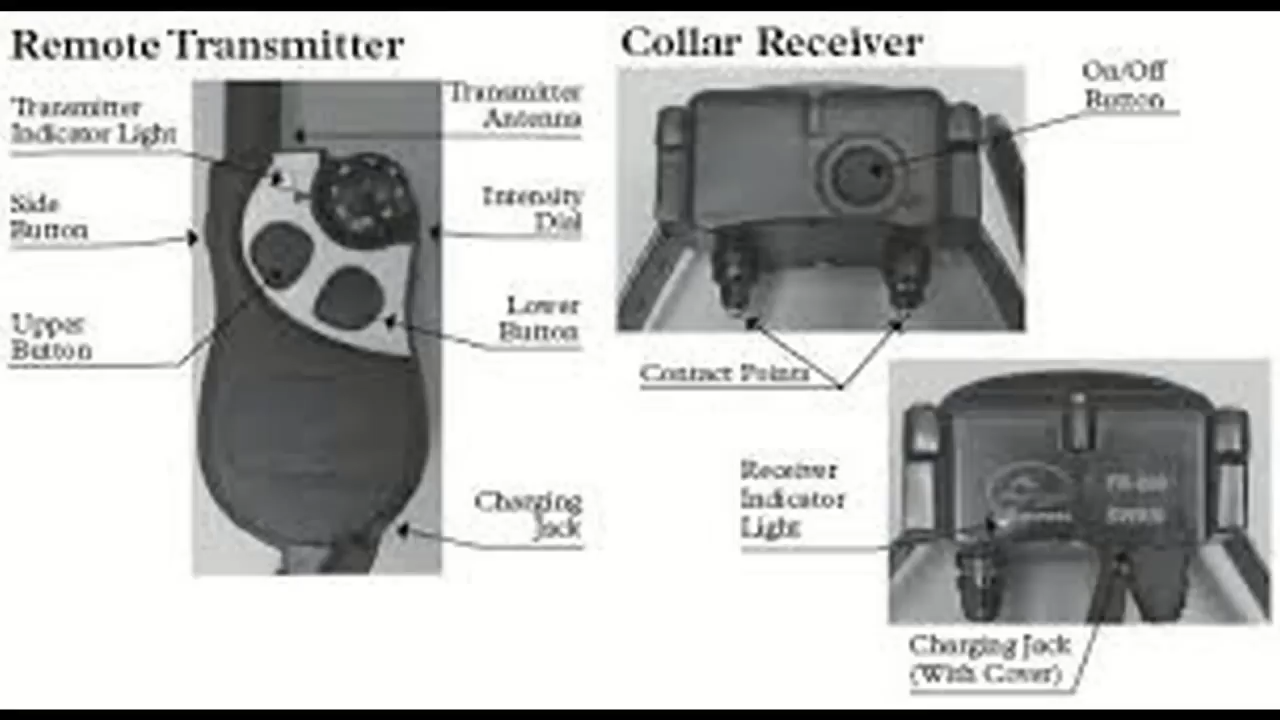 Remote Transmitter
Transmitter
Indicator Light
Side
Button
Upper
Button
Transmitter
Antenna
Intensity
Dial
Lower
Button
Charging
Jack
Collar Receiver
On/Off
Button
Contact Points
Receiver
Indicator
Light
Charging Jack
(With Cover)